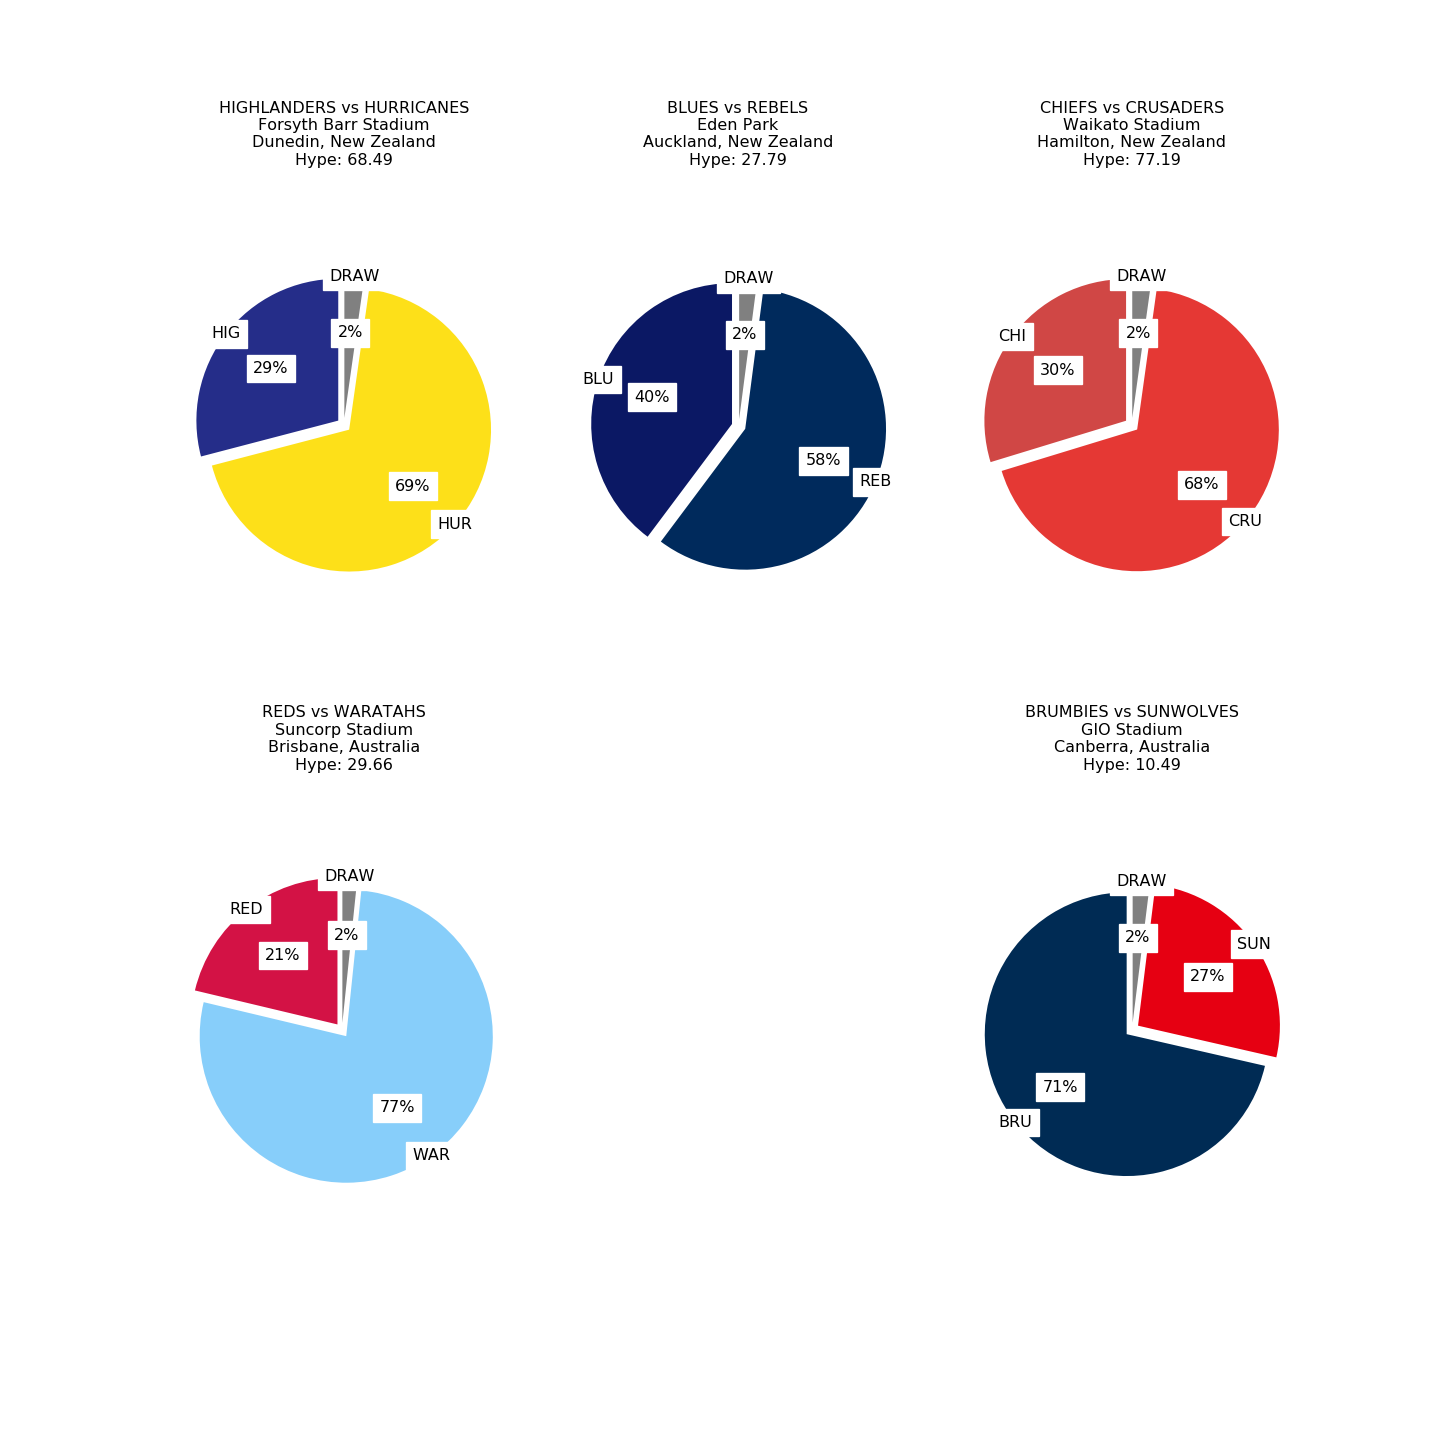 HIGHLANDERS vs HURRICANES
Forsyth Barr Stadium
Dunedin, New Zealand
Hype: 68.49
DRAW
HIG
2%
29%
69%
HUR
BLUES vs REBELS
Eden Park
Auckland, New Zealand
Hype: 27.79
DRAW
2%
BLU
40%
58%
REB
CHIEFS vs CRUSADERS
Waikato Stadium
Hamilton, New Zealand
Hype: 77.19
DRAW
CHI
2%
30%
68%
CRU
REDS vs WARATAHS
Suncorp Stadium
Brisbane, Australia
Hype: 29.66
DRAW
RED
2%
21%
77%
WAR
BRUMBIES vs SUNWOLVES
GIO Stadium
Canberra, Australia
Hype: 10.49
DRAW
2%
SUN
27%
71%
BRU